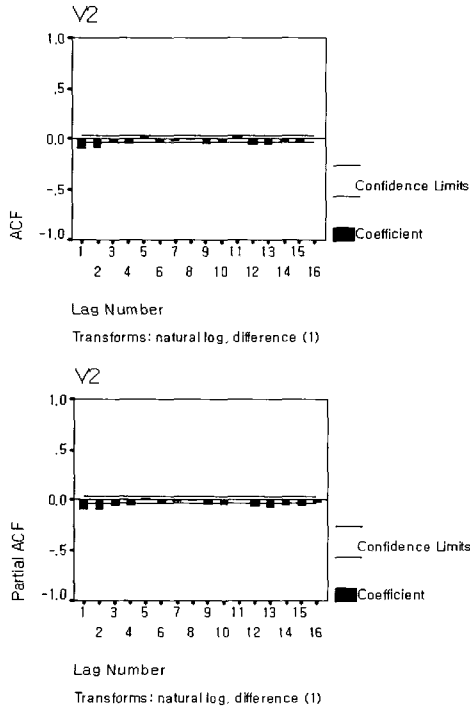 V2
1.0
.5
0.0
-.5
-1.0
ACF
1 3 5 7 9 11 13 15
2 4 6 8 10 12 14 16
Lag Number
Transforms: natural log, difference (1)
Confidence Limits
Coefficient
V2
1.0
.5
0.0
-.5
-1.0
Partial ACF
1 3 5 7 9 11 13 15
2 4 6 8 10 12 14 16
Lag Number
Transforms: natural log, difference (1)
Confidence Limits
Coefficient